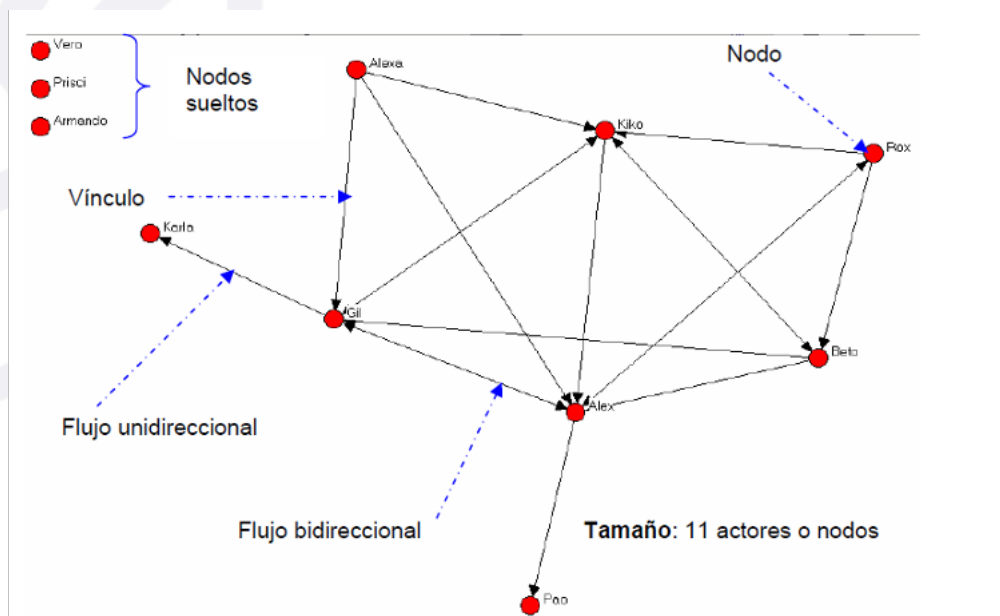 Vero
Prisci
Armando
Nodos
sueltos
Alexa
Nodo
Kiko
Rox
Vínculo
Karla
Gil
Beto
Alex
Flujo unidireccional
Flujo bidireccional
Tamaño: 11 actores o nodos
Pao